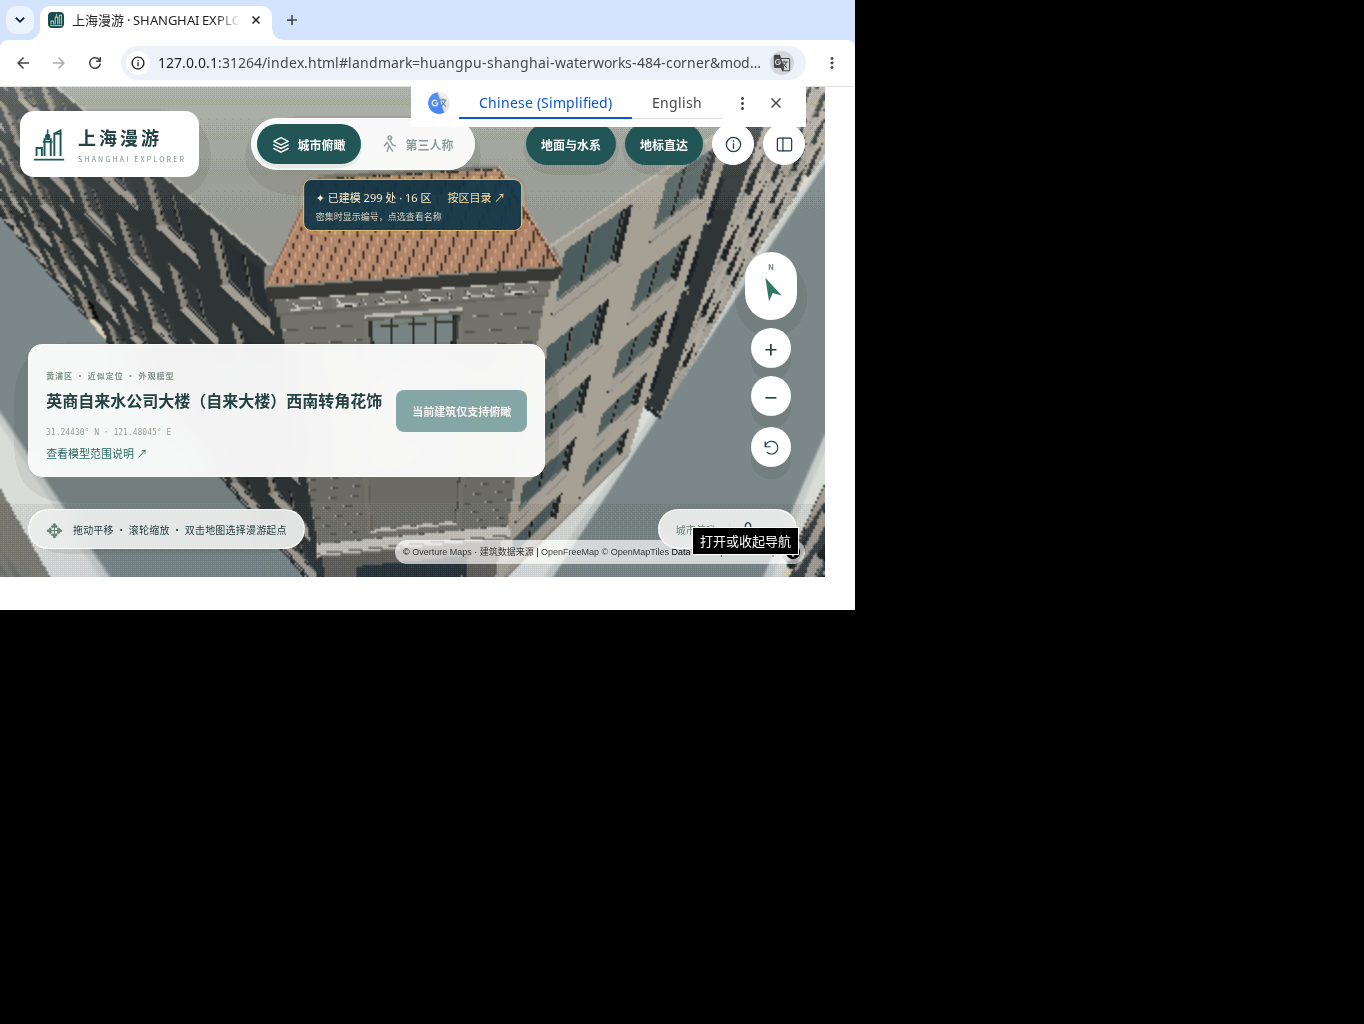 上海漫游 · SHANGHAI EXPLO
127.0.0.1:31264/index.html#landmark=huangpu-shanghai-waterworks-484-corner&mod…
Chinese (Simplified)
English
上海漫游
SHANGHAI EXPLORER
城市俯瞰
第三人称
地面与水系
地标直达
✦ 已建模 299 处 · 16 区
按区目录 ↗
密集时显示编号，点选查看名称
N
黄浦区 · 近似定位 · 外观模型
英商自来水公司大楼（自来大楼）西南转角花饰
31.24430° N · 121.48045° E
查看模型范围说明 ↗
当前建筑仅支持俯瞰
拖动平移 · 滚轮缩放 · 双击地图选择漫游起点
打开或收起导航
© Overture Maps · 建筑数据来源 | OpenFreeMap © OpenMapTiles Data